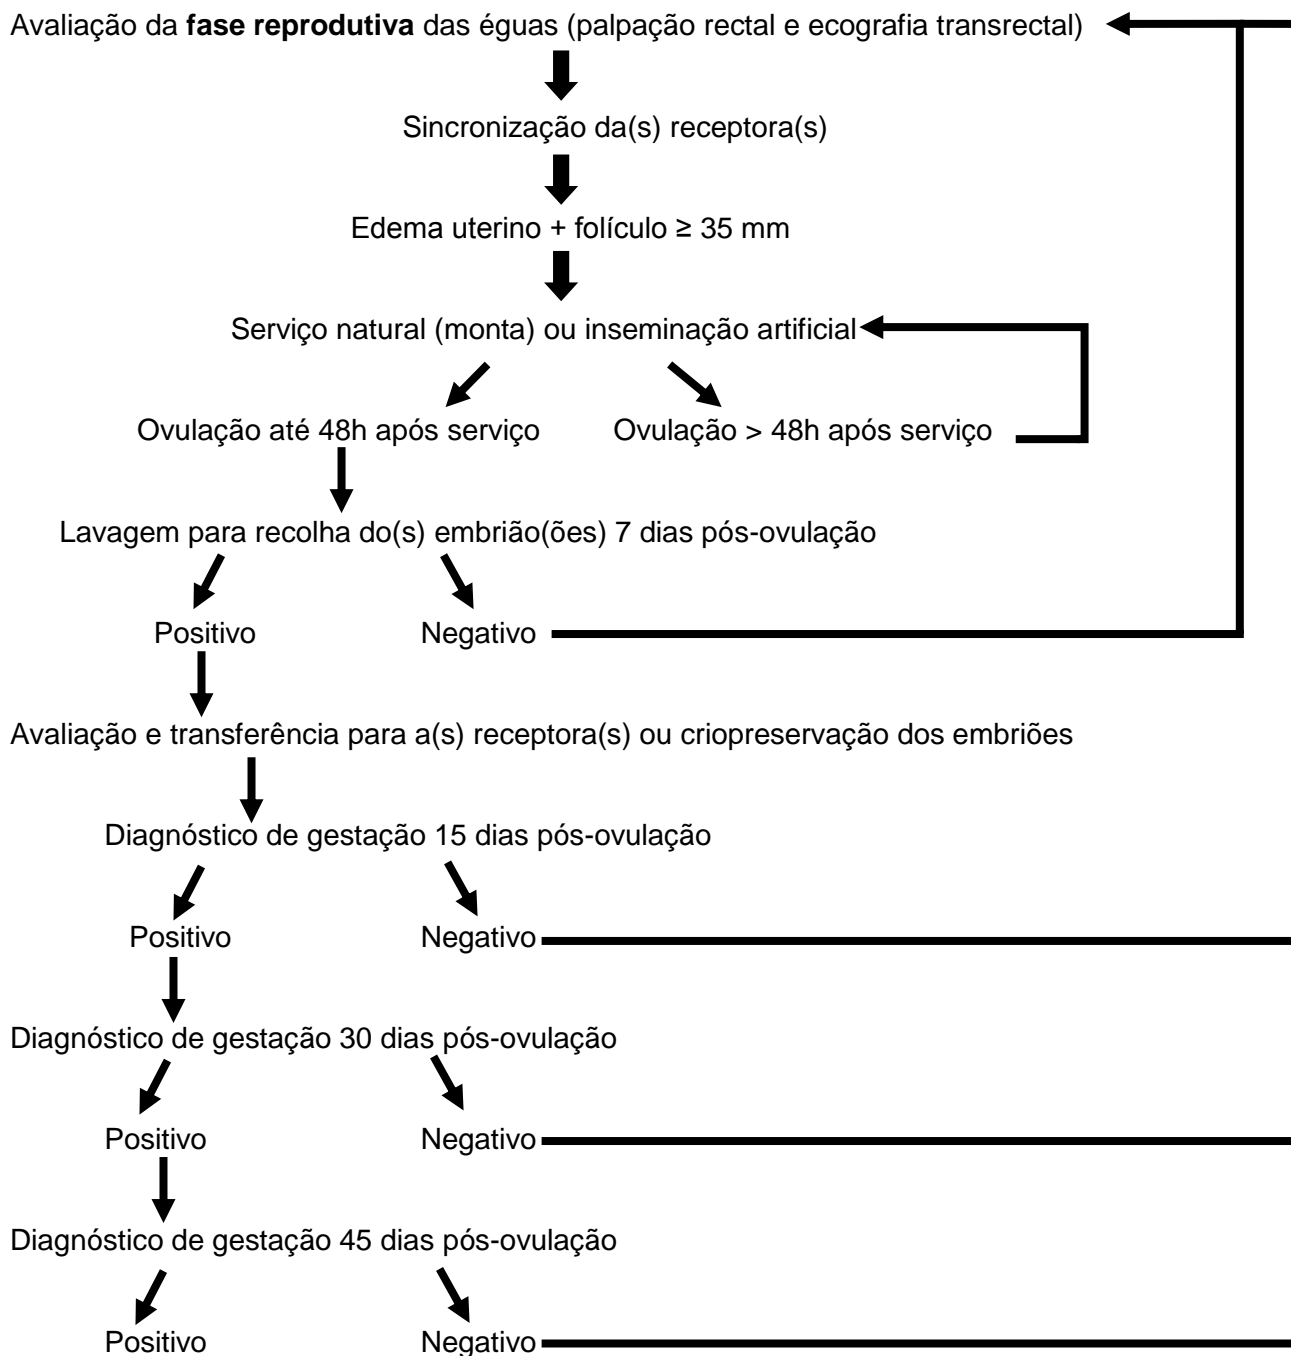 Avaliação da fase reprodutiva das éguas (palpação rectal e ecografia transrectal)
Sincronização da(s) receptora(s)
Edema uterino + folículo ≥ 35 mm
Serviço natural (monta) ou inseminação artificial
Ovulação até 48h após serviço Ovulação > 48h após serviço
Lavagem para recolha do(s) embrião(ões) 7 dias pós-ovulação
Positivo Negativo
Avaliação e transferência para a(s) receptora(s) ou criopreservação dos embriões
Diagnóstico de gestação 15 dias pós-ovulação
Positivo Negativo
Diagnóstico de gestação 30 dias pós-ovulação
Positivo Negativo
Diagnóstico de gestação 45 dias pós-ovulação
Positivo Negativo